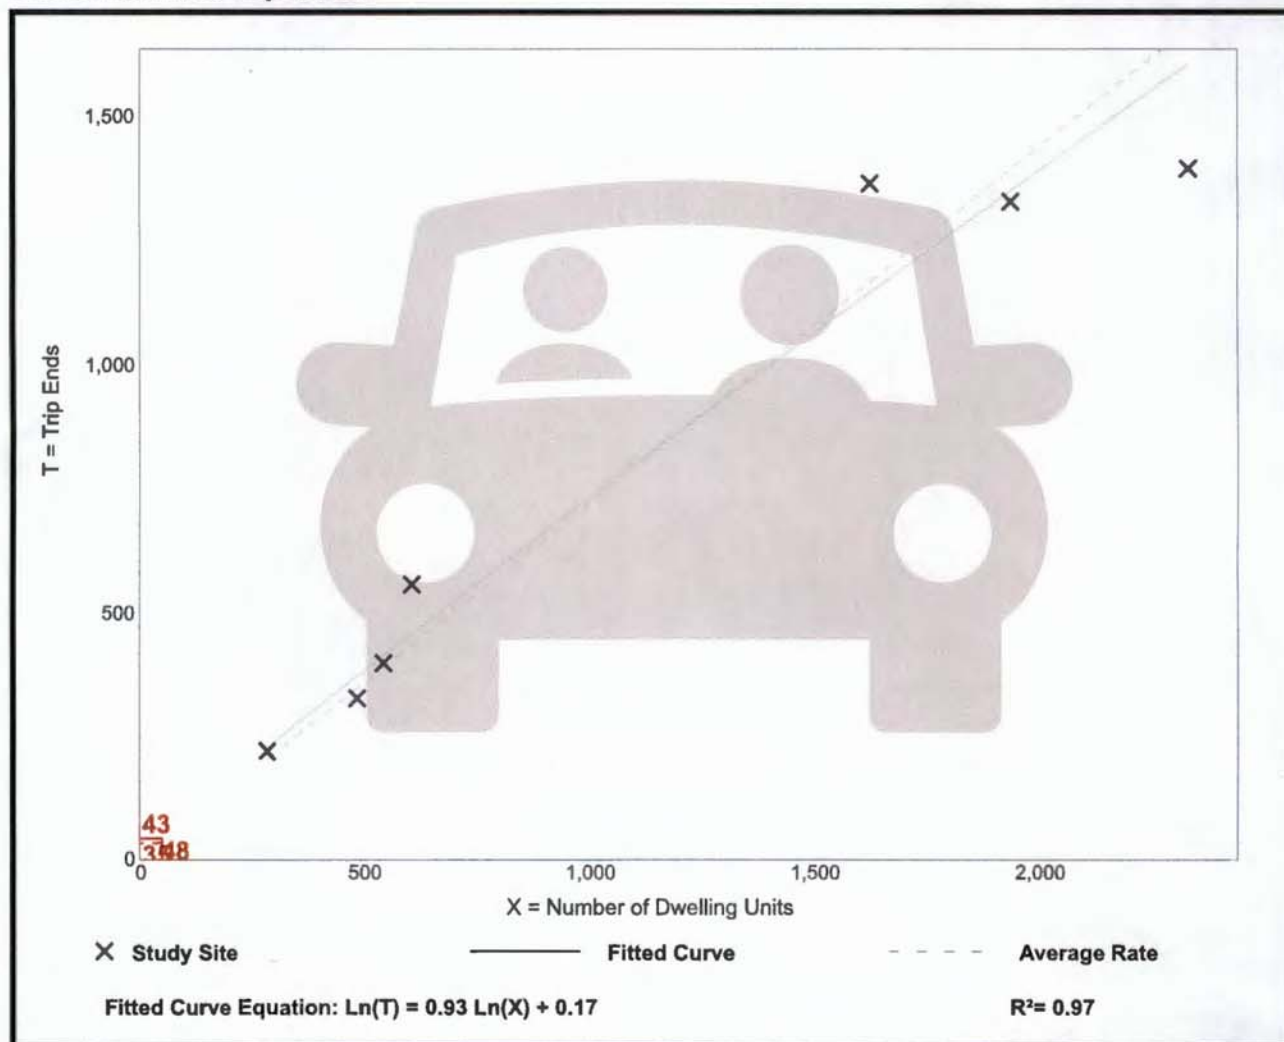 1,500
1,000
T = Trip Ends
500
43
48
0
0 500 1,000 1,500 2,000
X = Number of Dwelling Units
Study Site Fitted Curve Average Rate
Fitted Curve Equation: Ln(T) = 0.93 Ln(X) + 0.17 R²= 0.97